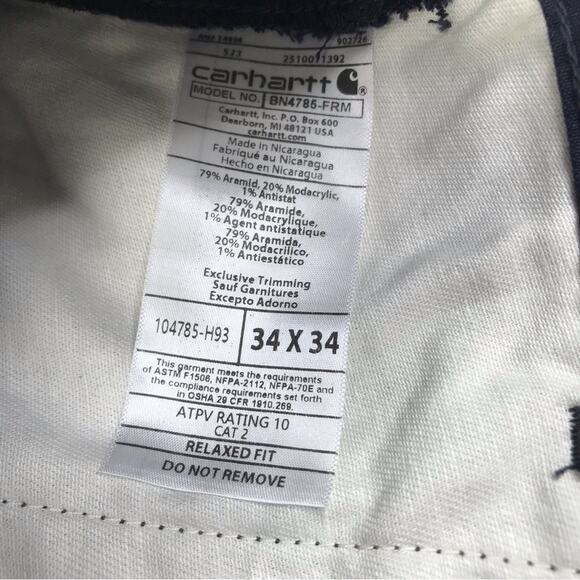 902726
523 2510071392
carhartt
MODEL NO. BN4785-FRM
Carhartt, Inc. P.O. Box 600
Dearborn, MI 48121 USA
carhartt.com
Made in Nicaragua
Fabriqué au Nicaragua
Hecho en Nicaragua
79% Aramid, 20% Modacrylic,
1% Antistat
79% Aramide,
20% Modacrylique,
1% Agent antistatique
79% Aramida,
20% Modacrilico,
1% Antiestático
Exclusive Trimming
Sauf Garnitures
Excepto Adorno
104785-H93 34 X 34
This garment meets the requirements
of ASTM F1506, NFPA-2112, NFPA-70E and
the compliance requirements set forth
in OSHA 29 CFR 1910.269.
ATPV RATING 10
CAT 2
RELAXED FIT
DO NOT REMOVE